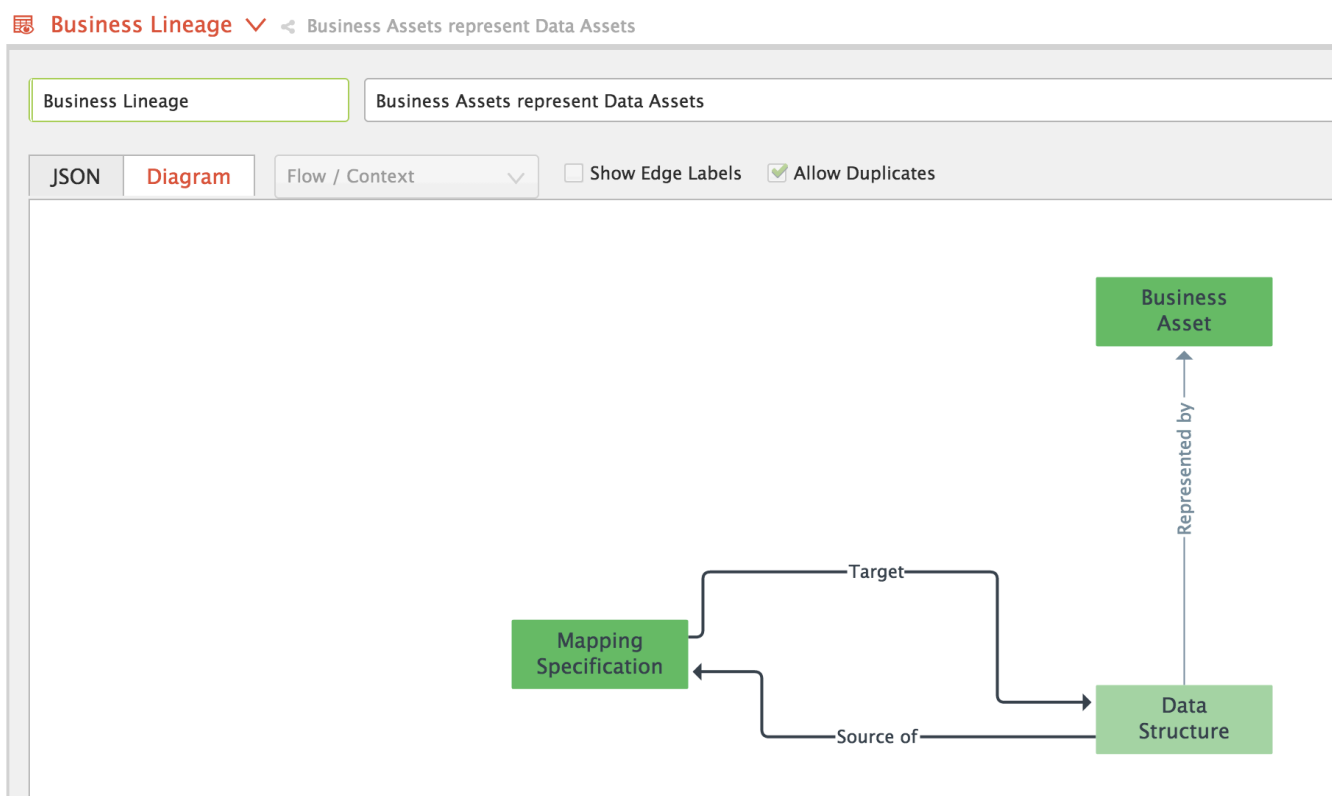 Business Lineage Business Assets represent Data Assets
Business Lineage Business Assets represent Data Assets
JSON Diagram Flow / Context Show Edge Labels Allow Duplicates
Business
Asset
Represented by
Target
Mapping
Specification
Data
Structure
Source of